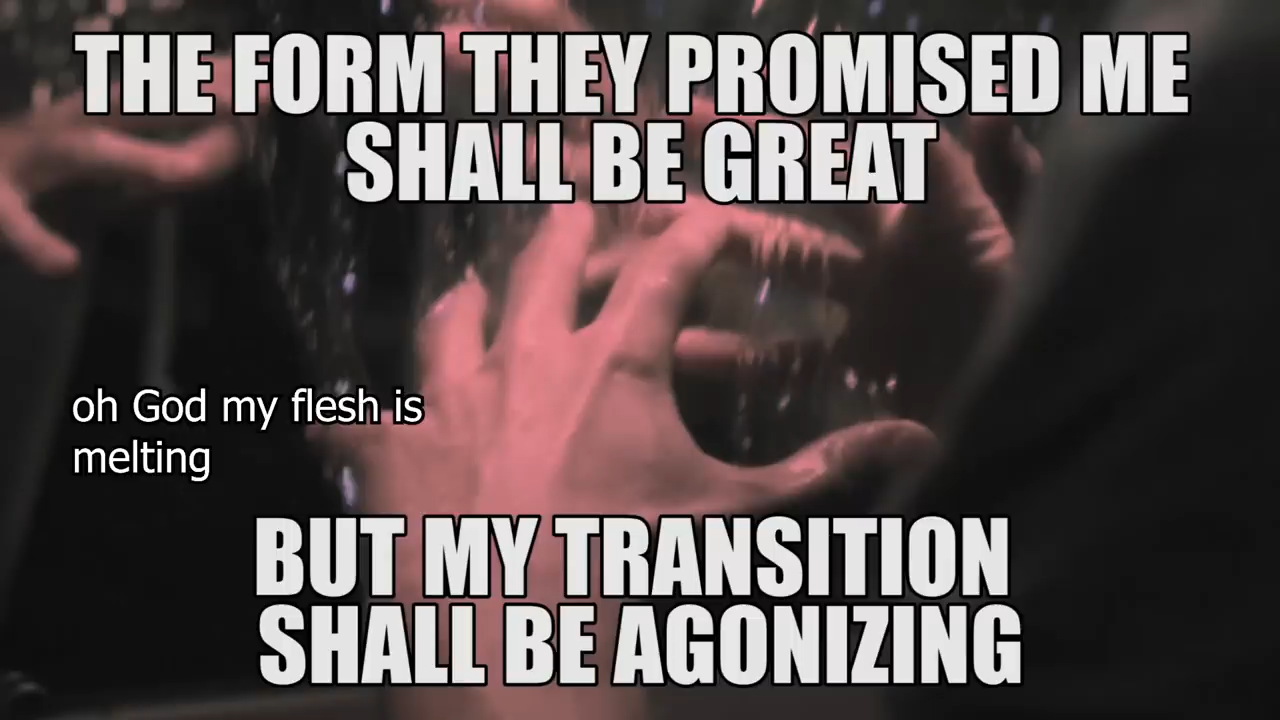 THE FORM THEY PROMISED ME
SHALL BE GREAT
oh God my flesh is
melting
BUT MY TRANSITION
SHALL BE AGONIZING